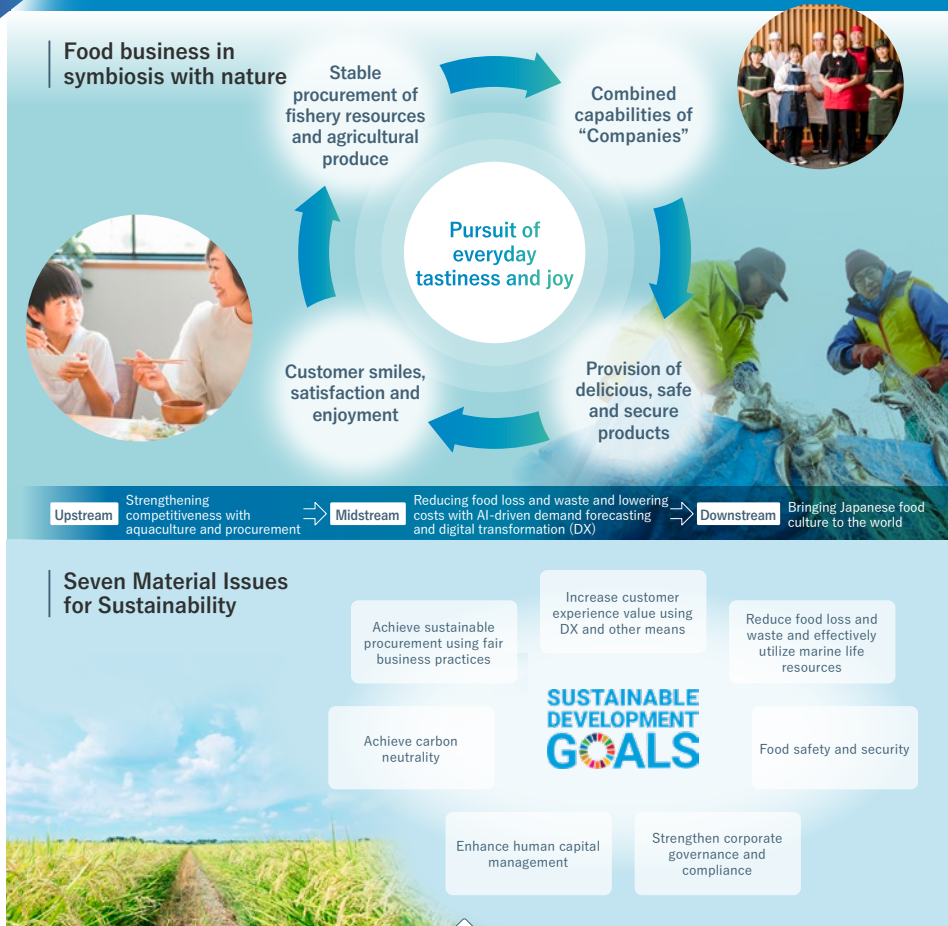 Food business in
symbiosis with nature
Stable
procurement of
fishery resources
and agricultural
produce
Combined
capabilities of
“Companies”
Pursuit of
everyday
tastiness and joy
Customer smiles,
satisfaction and
enjoyment
Provision of
delicious, safe
and secure
products
Upstream
Strengthening
competitiveness with
aquaculture and procurement
Midstream
Reducing food loss and waste and lowering
costs with AI-driven demand forecasting
and digital transformation (DX)
Downstream
Bringing Japanese food
culture to the world
Seven Material Issues
for Sustainability
Achieve sustainable
procurement using fair
business practices
Increase customer
experience value using
DX and other means
Reduce food loss and
waste and effectively
utilize marine life
resources
Achieve carbon
neutrality
SUSTAINABLE
DEVELOPMENT
GOALS
Food safety and security
Enhance human capital
management
Strengthen corporate
governance and
compliance